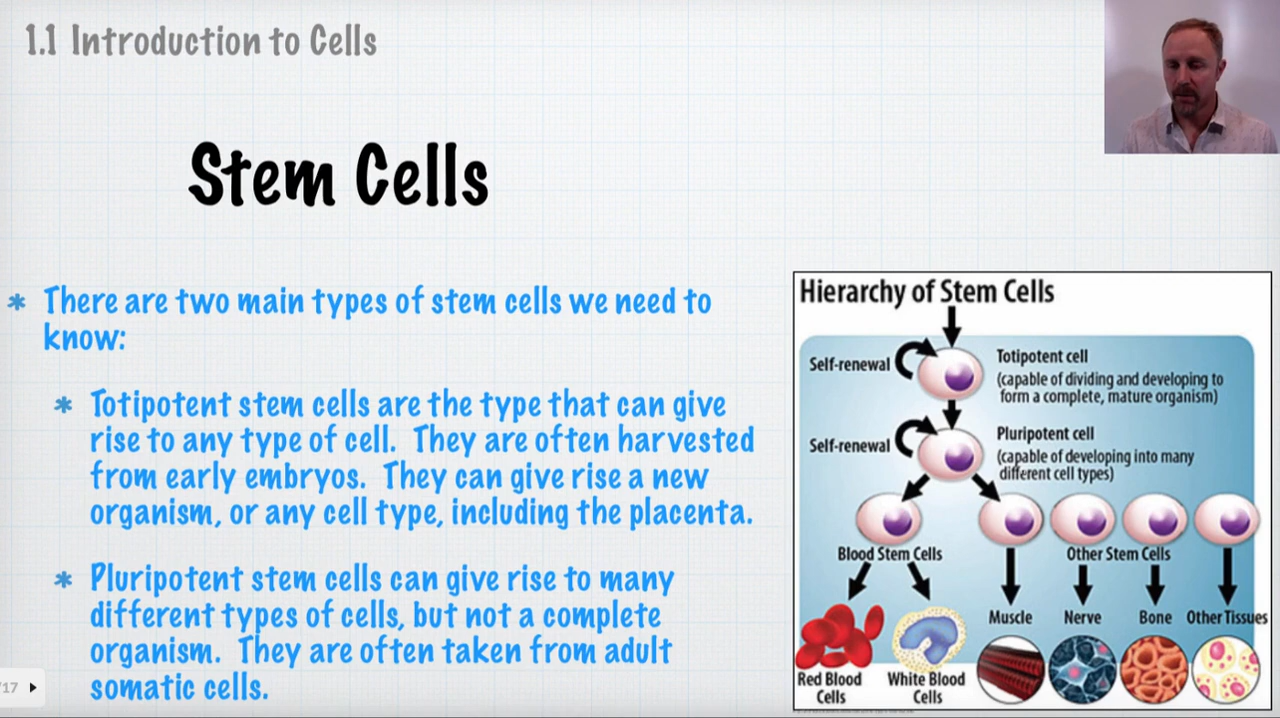 1.1 Introduction to Cells
Stem Cells
* There are two main types of stem cells we need to
know:
* Totipotent stem cells are the type that can give
rise to any type of cell. They are often harvested
from early embryos. They can give rise a new
organism, or any cell type, including the placenta.
* Pluripotent stem cells can give rise to many
different types of cells, but not a complete
organism. They are often taken from adult
somatic cells.
/17
Hierarchy of Stem Cells
Self-renewal
Totipotent cell
(capable of dividing and developing to
form a complete, mature organism)
Self-renewal
Pluripotent cell
(capable of developing into many
different cell types)
Blood Stem Cells
Other Stem Cells
Muscle
Nerve
Bone
Other Tissues
Red Blood
Cells
White Blood
Cells